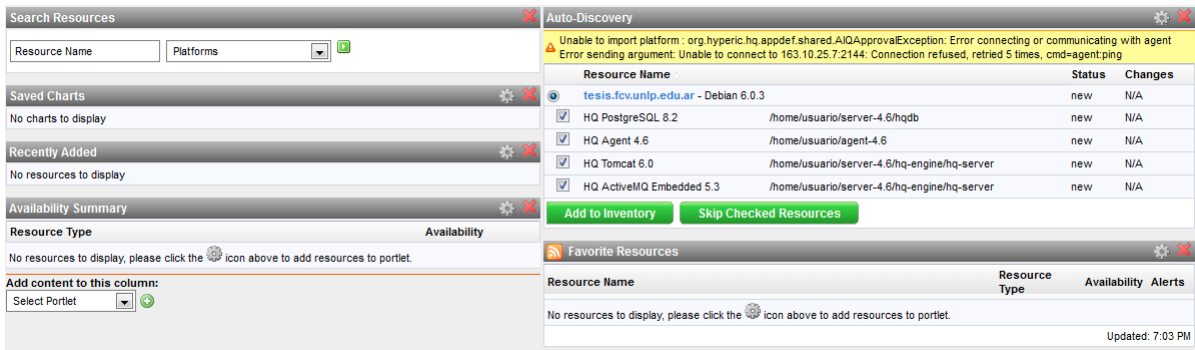 Search Resources
Resource Name
Platforms
Saved Charts
No charts to display
Recently Added
No resources to display
Availability Summary
Resource Type Availability
No resources to display, please click the icon above to add resources to portlet.
Add content to this column:
Select Portlet
Auto-Discovery
Unable to import platform : org.hyperic.hq.appdef.shared.AIQApprovalException: Error connecting or communicating with agent
Error sending argument: Unable to connect to 163.10.25.7:2144: Connection refused, retried 5 times, cmd=agent:ping
Resource Name Status Changes
tesis.fcv.unlp.edu.ar - Debian 6.0.3 new N/A
HQ PostgreSQL 8.2 /home/usuario/server-4.6/hqdb new N/A
HQ Agent 4.6 /home/usuario/agent-4.6 new N/A
HQ Tomcat 6.0 /home/usuario/server-4.6/hq-engine/hq-server new N/A
HQ ActiveMQ Embedded 5.3 /home/usuario/server-4.6/hq-engine/hq-server new N/A
Add to Inventory Skip Checked Resources
Favorite Resources
Resource Name Resource Type Availability Alerts
No resources to display, please click the icon above to add resources to portlet.
Updated: 7:03 PM